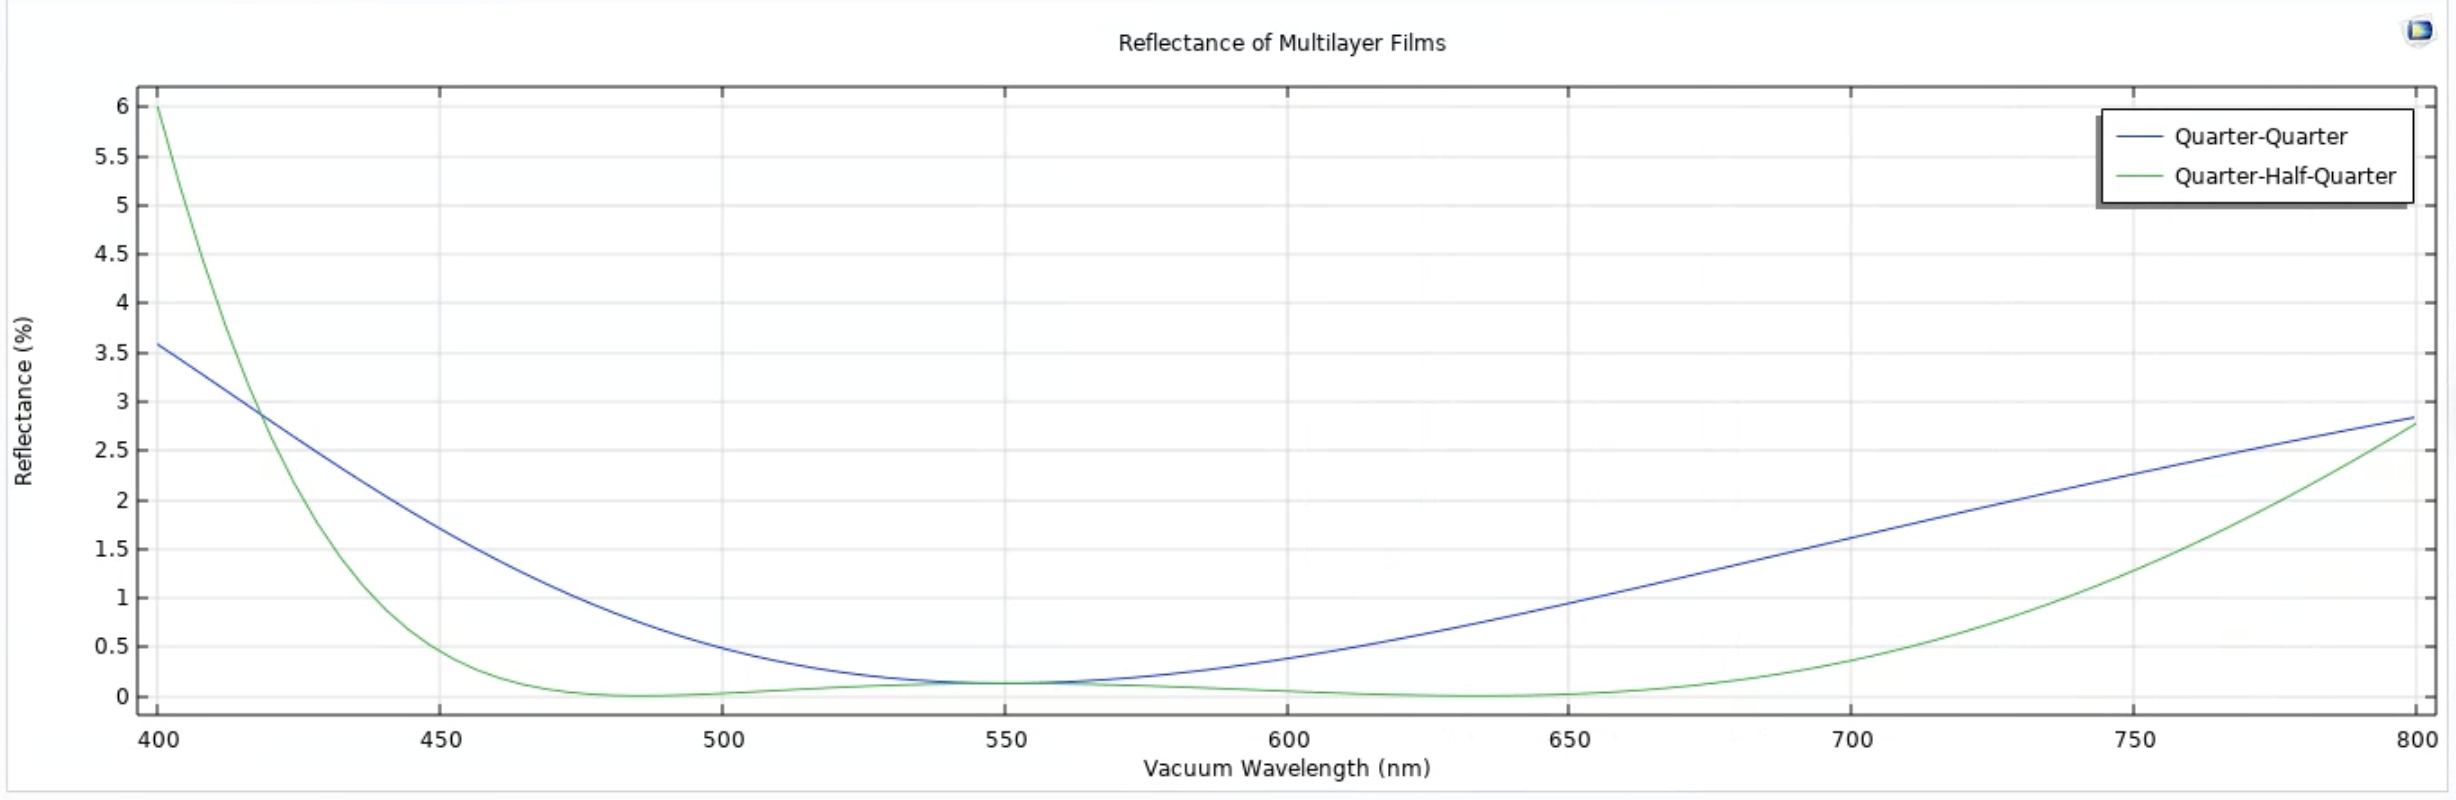 Reflectance of Multilayer Films
6
5.5
5
4.5
4
3.5
3
2.5
2
1.5
1
0.5
0
Reflectance (%)
Quarter-Quarter
Quarter-Half-Quarter
400 450 500 550 600 650 700 750 800
Vacuum Wavelength (nm)